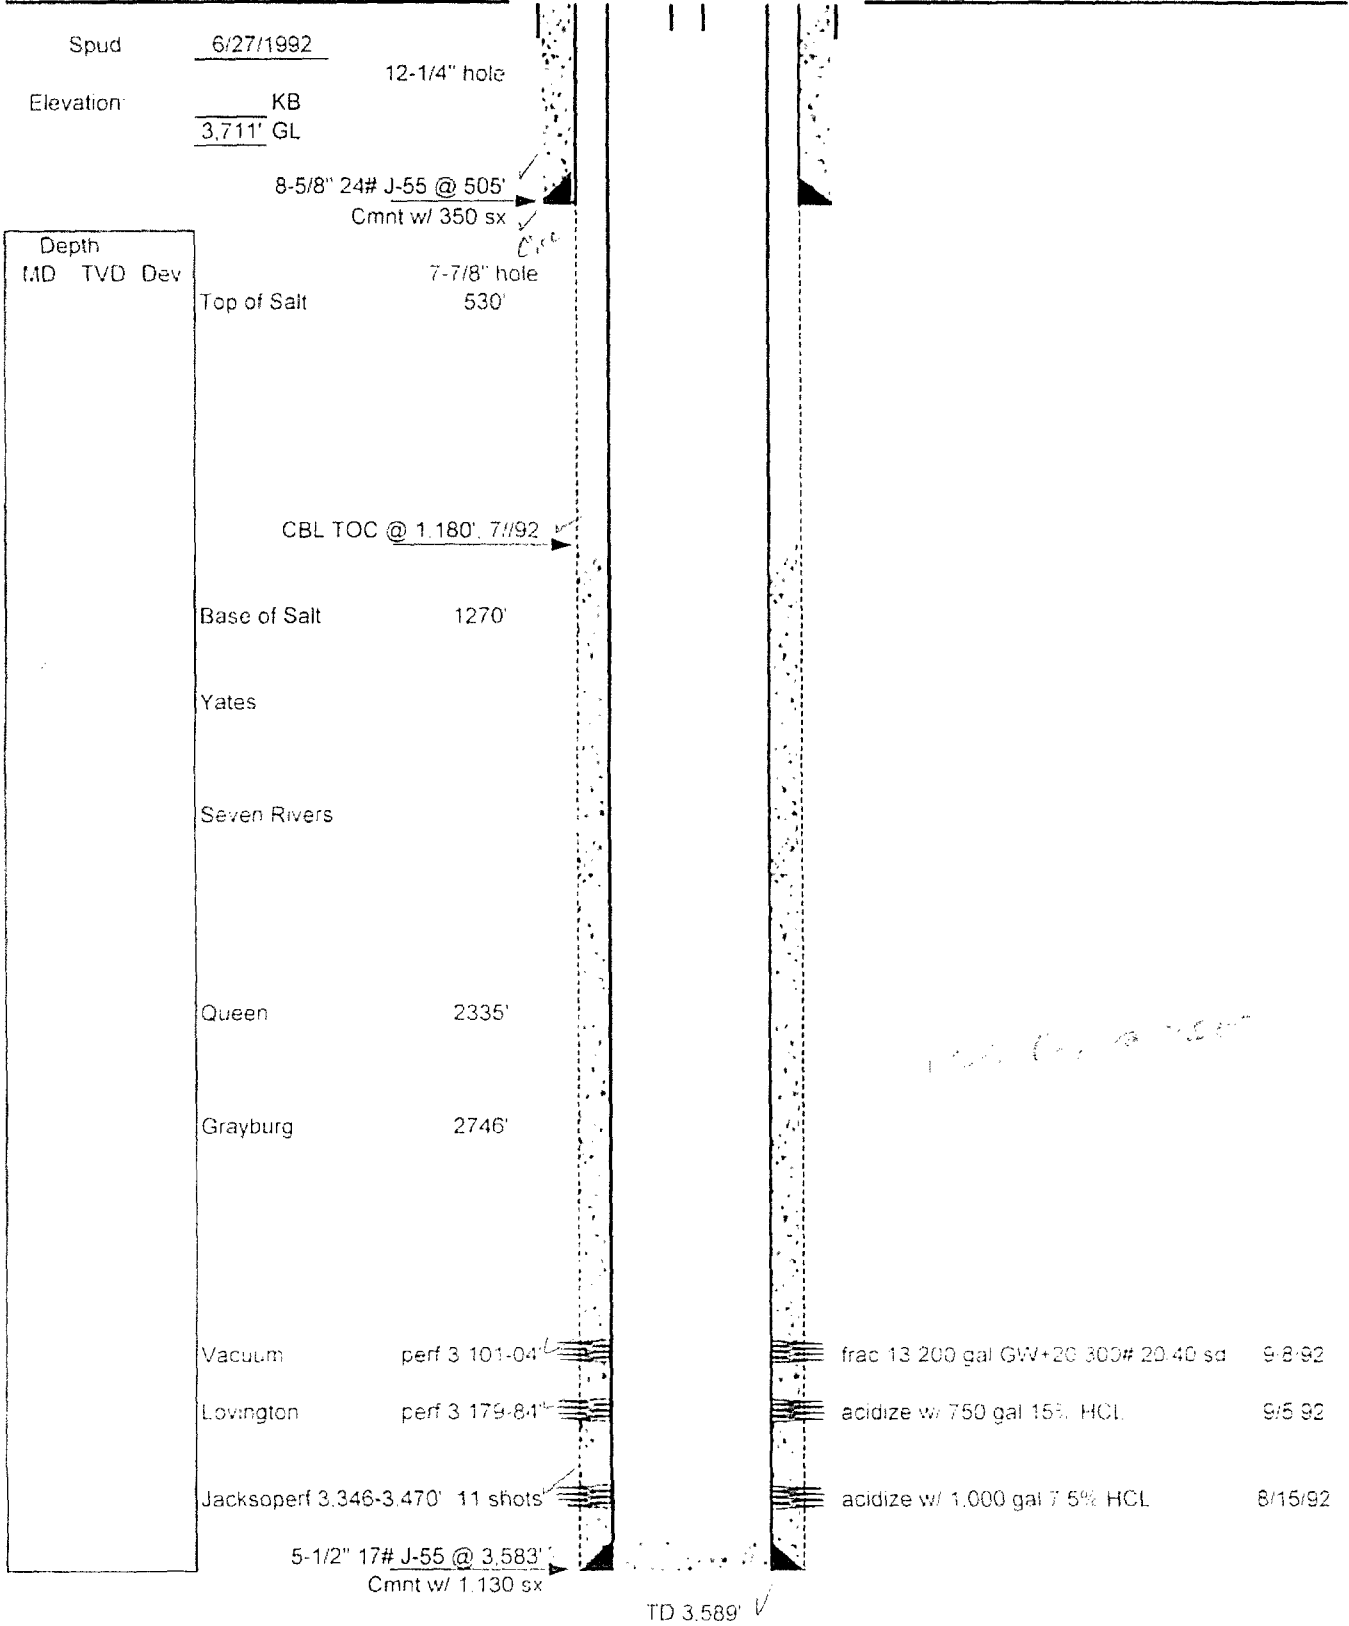 Spud 6/27/1992
12-1/4" hole
Elevation: KB
3,711' GL
8-5/8" 24# J-55 @ 505'
Cmnt w/ 350 sx
Depth
MD TVD Dev
7-7/8" hole
Top of Salt 530'
CBL TOC @ 1,180', 7//92
Base of Salt 1270'
Yates
Seven Rivers
Queen 2335'
Grayburg 2746'
Vacuum perf 3,101-04' frac 13,200 gal GW+20,300# 20/40 sd 9/8/92
Lovington perf 3,179-84' acidize w/ 750 gal 15% HCL 9/5/92
Jacksoperf 3,346-3,470' 11 shots acidize w/ 1,000 gal 7.5% HCL 8/15/92
5-1/2" 17# J-55 @ 3,583'
Cmnt w/ 1,130 sx
TD 3,589'